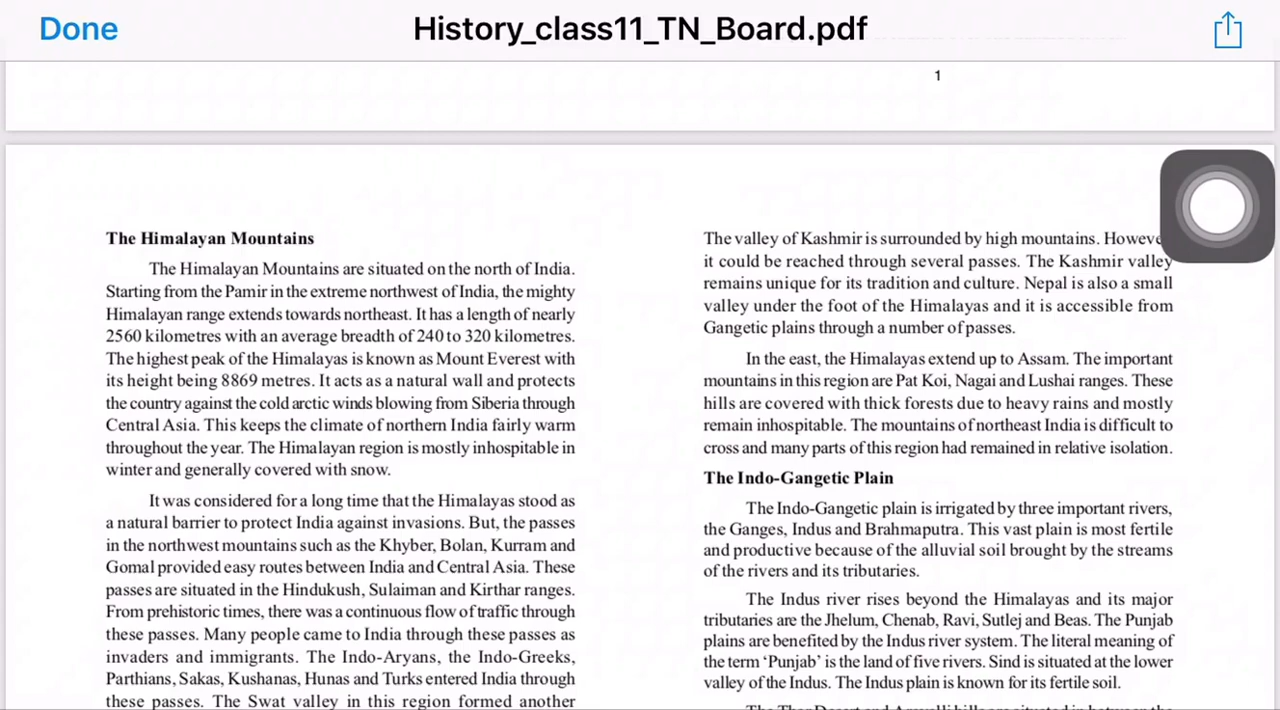 Done
History_class11_TN_Board.pdf
1
The Himalayan Mountains
The Himalayan Mountains are situated on the north of India.
Starting from the Pamir in the extreme northwest of India, the mighty
Himalayan range extends towards northeast. It has a length of nearly
2560 kilometres with an average breadth of 240 to 320 kilometres.
The highest peak of the Himalayas is known as Mount Everest with
its height being 8869 metres. It acts as a natural wall and protects
the country against the cold arctic winds blowing from Siberia through
Central Asia. This keeps the climate of northern India fairly warm
throughout the year. The Himalayan region is mostly inhospitable in
winter and generally covered with snow.
It was considered for a long time that the Himalayas stood as
a natural barrier to protect India against invasions. But, the passes
in the northwest mountains such as the Khyber, Bolan, Kurram and
Gomal provided easy routes between India and Central Asia. These
passes are situated in the Hindukush, Sulaiman and Kirthar ranges.
From prehistoric times, there was a continuous flow of traffic through
these passes. Many people came to India through these passes as
invaders and immigrants. The Indo-Aryans, the Indo-Greeks,
Parthians, Sakas, Kushanas, Hunas and Turks entered India through
these passes. The Swat valley in this region formed another
The valley of Kashmir is surrounded by high mountains. Howeve
it could be reached through several passes. The Kashmir valley
remains unique for its tradition and culture. Nepal is also a small
valley under the foot of the Himalayas and it is accessible from
Gangetic plains through a number of passes.
In the east, the Himalayas extend up to Assam. The important
mountains in this region are Pat Koi, Nagai and Lushai ranges. These
hills are covered with thick forests due to heavy rains and mostly
remain inhospitable. The mountains of northeast India is difficult to
cross and many parts of this region had remained in relative isolation.
The Indo-Gangetic Plain
The Indo-Gangetic plain is irrigated by three important rivers,
the Ganges, Indus and Brahmaputra. This vast plain is most fertile
and productive because of the alluvial soil brought by the streams
of the rivers and its tributaries.
The Indus river rises beyond the Himalayas and its major
tributaries are the Jhelum, Chenab, Ravi, Sutlej and Beas. The Punjab
plains are benefited by the Indus river system. The literal meaning of
the term ‘Punjab’ is the land of five rivers. Sind is situated at the lower
valley of the Indus. The Indus plain is known for its fertile soil.